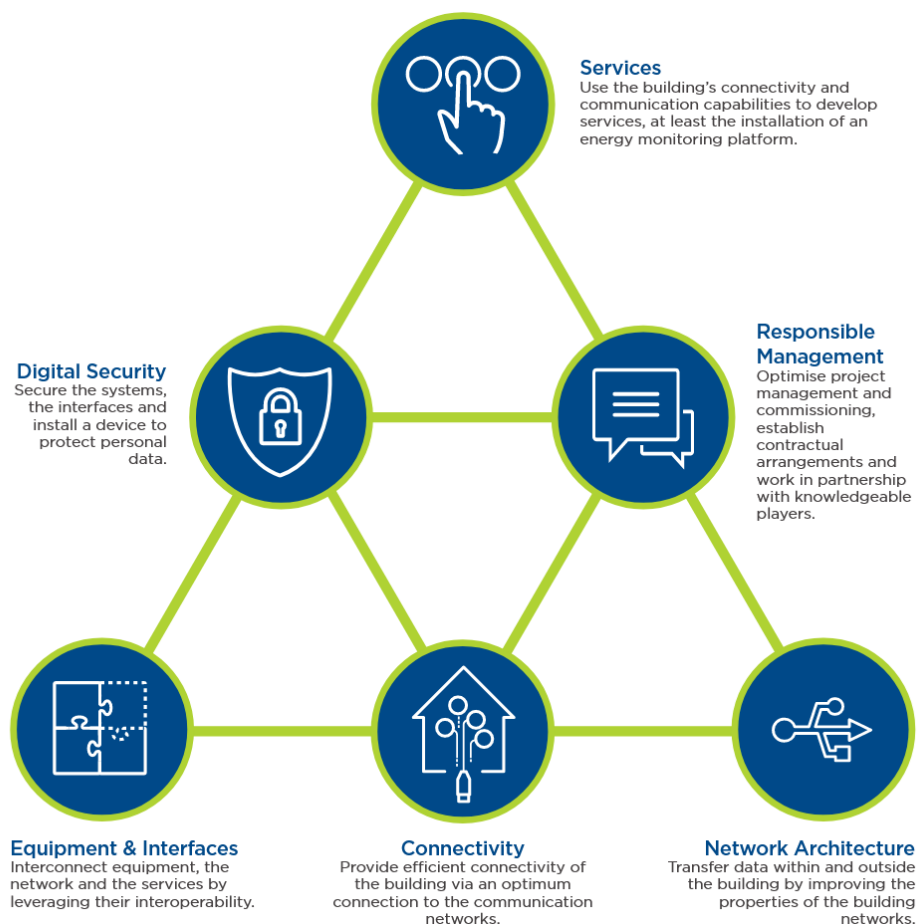 Services
Use the building's connectivity and
communication capabilities to develop
services, at least the installation of an
energy monitoring platform.
Digital Security
Secure the systems,
the interfaces and
install a device to
protect personal
data.
Responsible
Management
Optimise project
management and
commissioning,
establish
contractual
arrangements and
work in partnership
with knowledgeable
players.
Equipment & Interfaces
Interconnect equipment, the
network and the services by
leveraging their interoperability.
Connectivity
Provide efficient connectivity of
the building via an optimum
connection to the communication
networks.
Network Architecture
Transfer data within and outside
the building by improving the
properties of the building
networks.